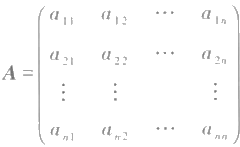 A = ( a₁₁ a₁₂ ⋯ a₁ₙ
a₂₁ a₂₂ ⋯ a₂ₙ
⋮ ⋮ ⋮
aₙ₁ aₙ₂ ⋯ aₙₙ )